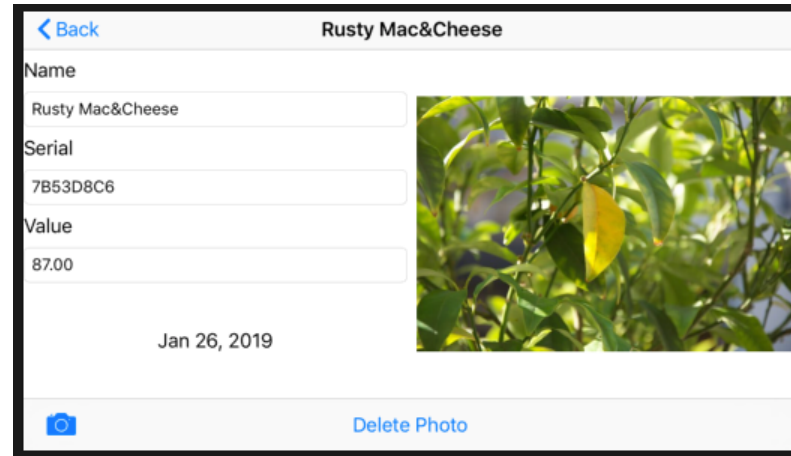 Back
Rusty Mac&Cheese
Name
Rusty Mac&Cheese
Serial
7B53D8C6
Value
87.00
Jan 26, 2019
Delete Photo